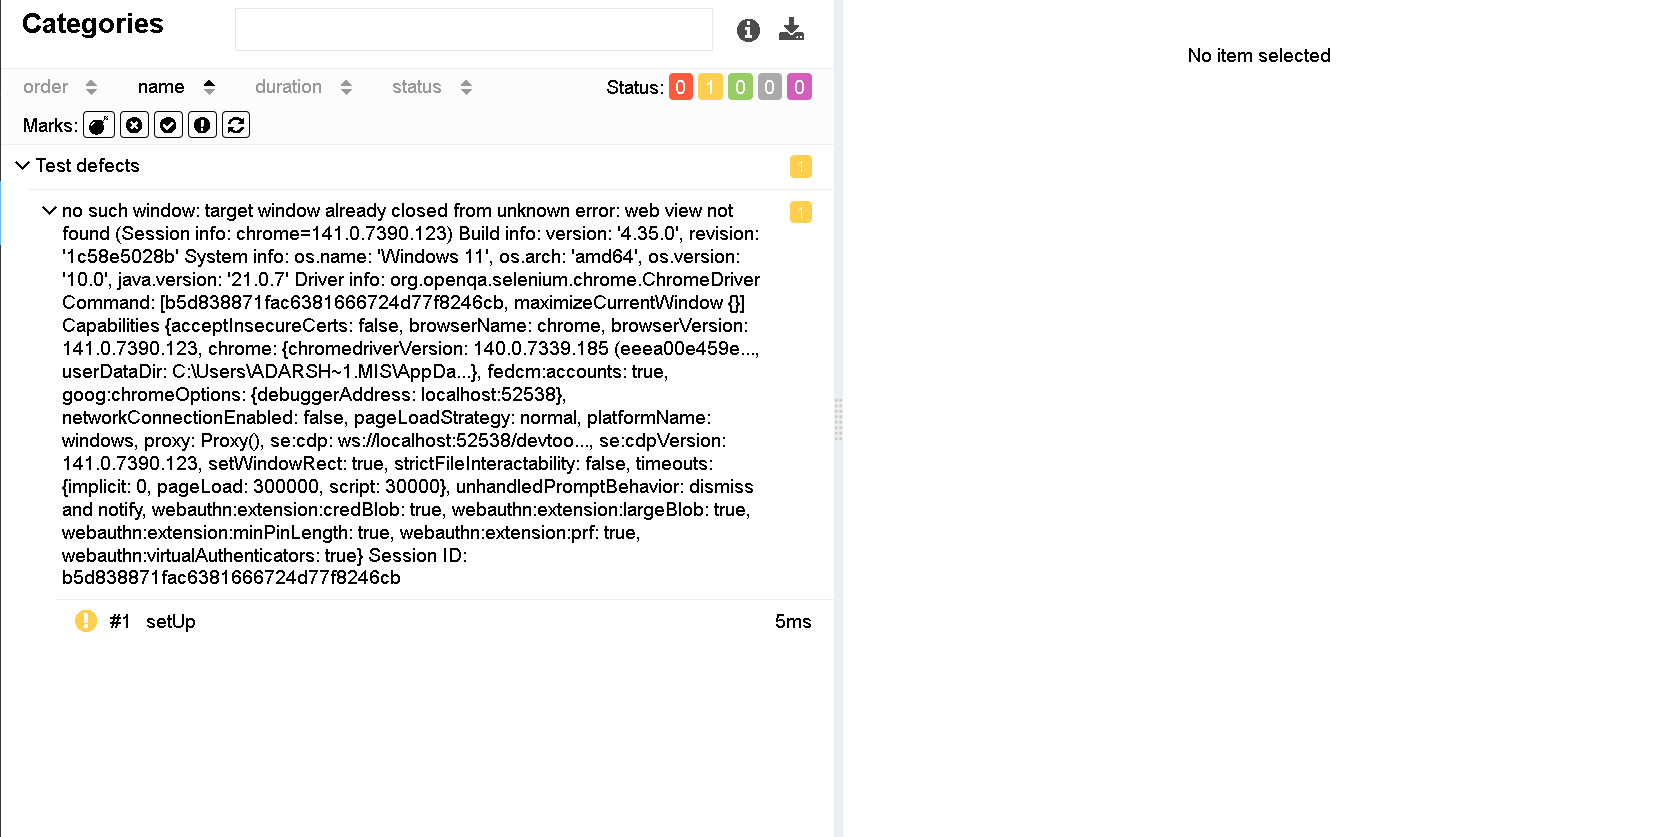 Categories
order name duration status Status: 0 1 0 0 0
Marks:
Test defects 1
no such window: target window already closed from unknown error: web view not 1
found (Session info: chrome=141.0.7390.123) Build info: version: '4.35.0', revision:
'1c58e5028b' System info: os.name: 'Windows 11', os.arch: 'amd64', os.version:
'10.0', java.version: '21.0.7' Driver info: org.openqa.selenium.chrome.ChromeDriver
Command: [b5d838871fac6381666724d77f8246cb, maximizeCurrentWindow {}]
Capabilities {acceptInsecureCerts: false, browserName: chrome, browserVersion:
141.0.7390.123, chrome: {chromedriverVersion: 140.0.7339.185 (eeea00e459e...,
userDataDir: C:\Users\ADARSH~1.MIS\AppDa...}, fedcm:accounts: true,
goog:chromeOptions: {debuggerAddress: localhost:52538},
networkConnectionEnabled: false, pageLoadStrategy: normal, platformName:
windows, proxy: Proxy(), se:cdp: ws://localhost:52538/devtoo..., se:cdpVersion:
141.0.7390.123, setWindowRect: true, strictFileInteractability: false, timeouts:
{implicit: 0, pageLoad: 300000, script: 30000}, unhandledPromptBehavior: dismiss
and notify, webauthn:extension:credBlob: true, webauthn:extension:largeBlob: true,
webauthn:extension:minPinLength: true, webauthn:extension:prf: true,
webauthn:virtualAuthenticators: true} Session ID:
b5d838871fac6381666724d77f8246cb
#1 setUp 5ms
No item selected